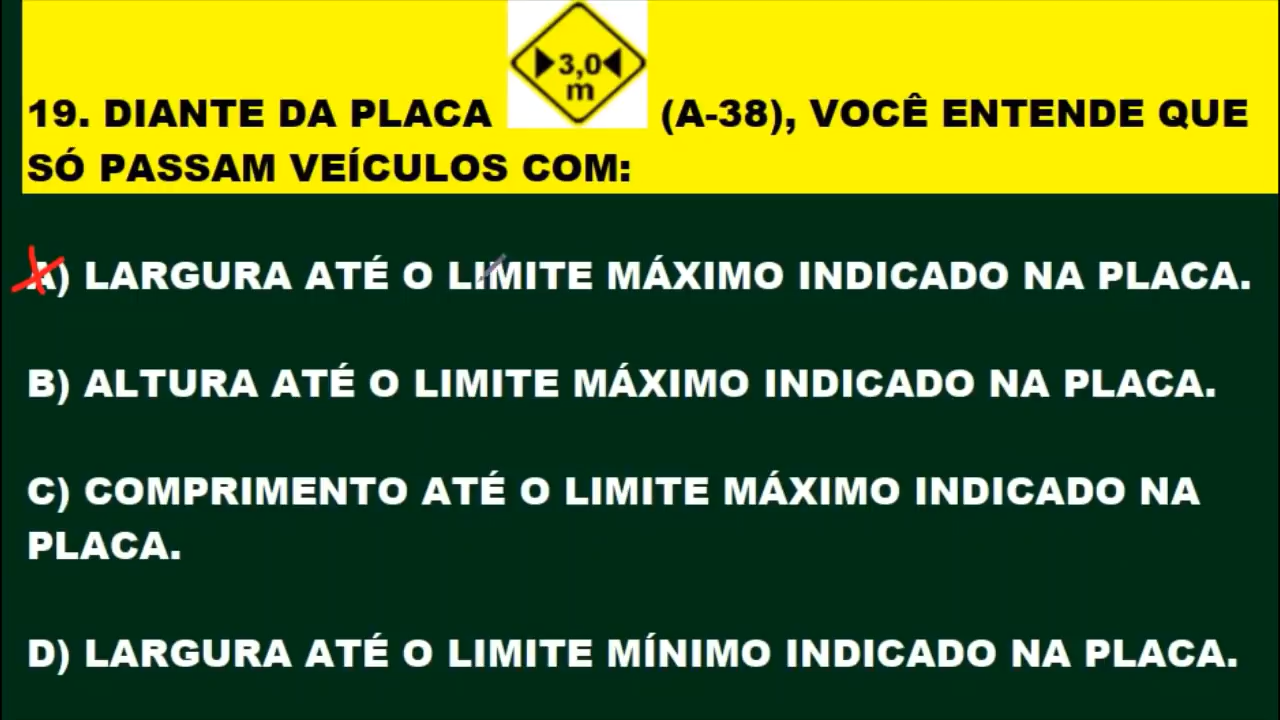 3,0
m
19. DIANTE DA PLACA (A-38), VOCÊ ENTENDE QUE
SÓ PASSAM VEÍCULOS COM:
A) LARGURA ATÉ O LIMITE MÁXIMO INDICADO NA PLACA.
B) ALTURA ATÉ O LIMITE MÁXIMO INDICADO NA PLACA.
C) COMPRIMENTO ATÉ O LIMITE MÁXIMO INDICADO NA
PLACA.
D) LARGURA ATÉ O LIMITE MÍNIMO INDICADO NA PLACA.